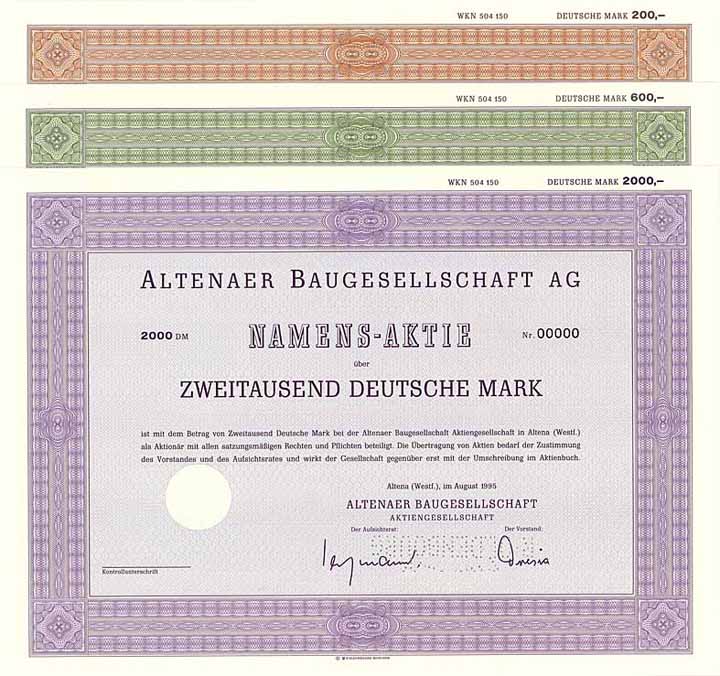 WKN 504 150 DEUTSCHE MARK 200,–
WKN 504 150 DEUTSCHE MARK 600,–
WKN 504 150 DEUTSCHE MARK 2000,–
ALTENAER BAUGESELLSCHAFT AG
2000 DM NAMENS-AKTIE Nr. 00000
über
ZWEITAUSEND DEUTSCHE MARK
ist mit dem Betrag von Zweitausend Deutsche Mark bei der Altenaer Baugesellschaft Aktiengesellschaft in Altena (Westf.)
als Aktionär mit allen satzungsmäßigen Rechten und Pflichten beteiligt. Die Übertragung von Aktien bedarf der Zustimmung
des Vorstandes und des Aufsichtsrates und wirkt der Gesellschaft gegenüber erst mit der Umschreibung im Aktienbuch.
Altena (Westf.), im August 1995
ALTENAER BAUGESELLSCHAFT
AKTIENGESELLSCHAFT
Der Aufsichtsrat: Der Vorstand:
Kontrollunterschrift